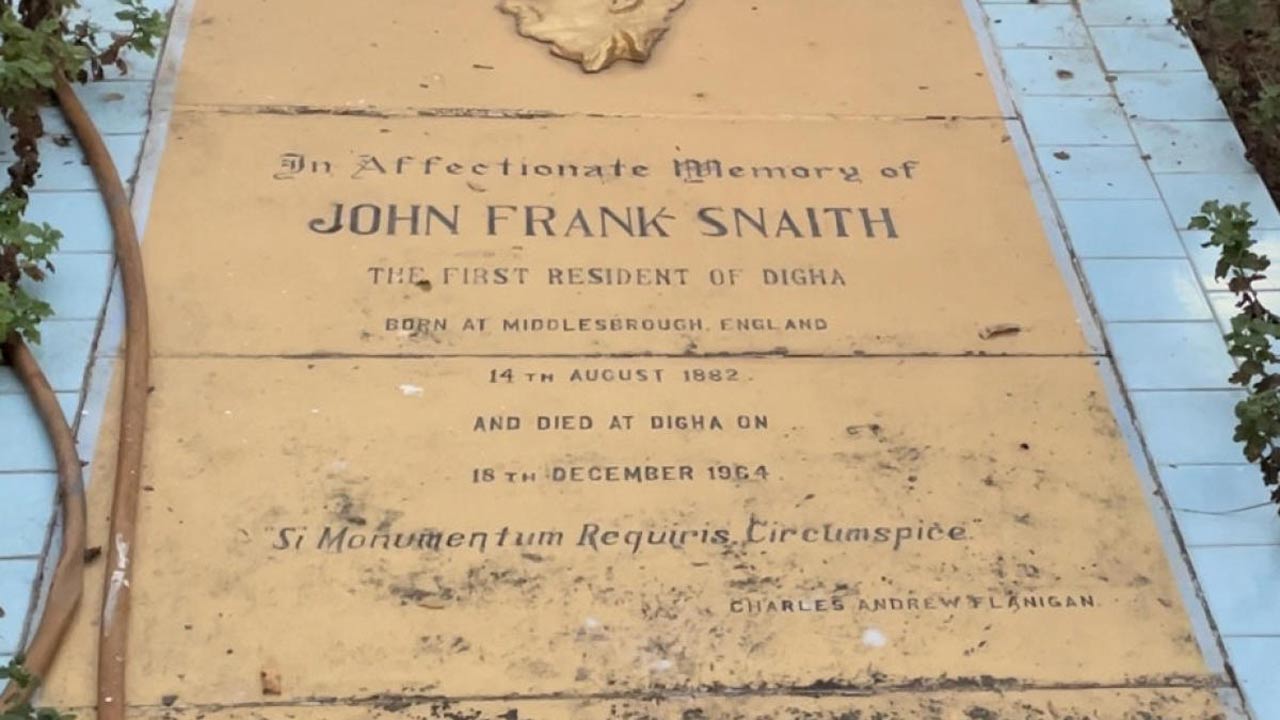 In Affectionate Memory of
JOHN FRANK SNAITH
THE FIRST RESIDENT OF DIGHA
BORN AT MIDDLESBROUGH, ENGLAND
14TH AUGUST 1882.
AND DIED AT DIGHA ON
18TH DECEMBER 1964.
"Si Monumentum Requiris, Circumspice"
CHARLES ANDREW FLANIGAN.